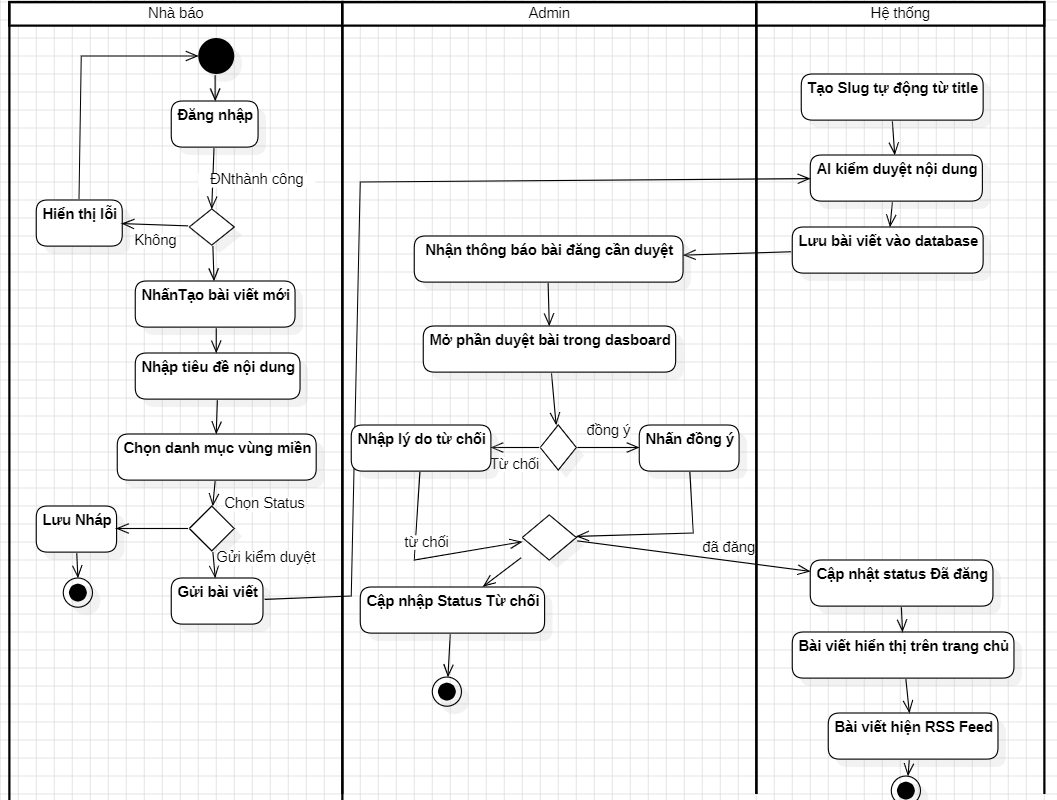 Nhà báo
Admin
Hệ thống
Đăng nhập
ĐNthành công
Hiển thị lỗi
Không
NhấnTạo bài viết mới
Nhập tiêu đề nội dung
Chọn danh mục vùng miền
Chọn Status
Lưu Nháp
Gửi kiểm duyệt
Gửi bài viết
Nhận thông báo bài đăng cần duyệt
Mở phần duyệt bài trong dasboard
Nhập lý do từ chối
Từ chối
đồng ý
Nhấn đồng ý
từ chối
đã đăng
Cập nhập Status Từ chối
Tạo Slug tự động từ title
AI kiểm duyệt nội dung
Lưu bài viết vào database
Cập nhật status Đã đăng
Bài viết hiển thị trên trang chủ
Bài viết hiện RSS Feed